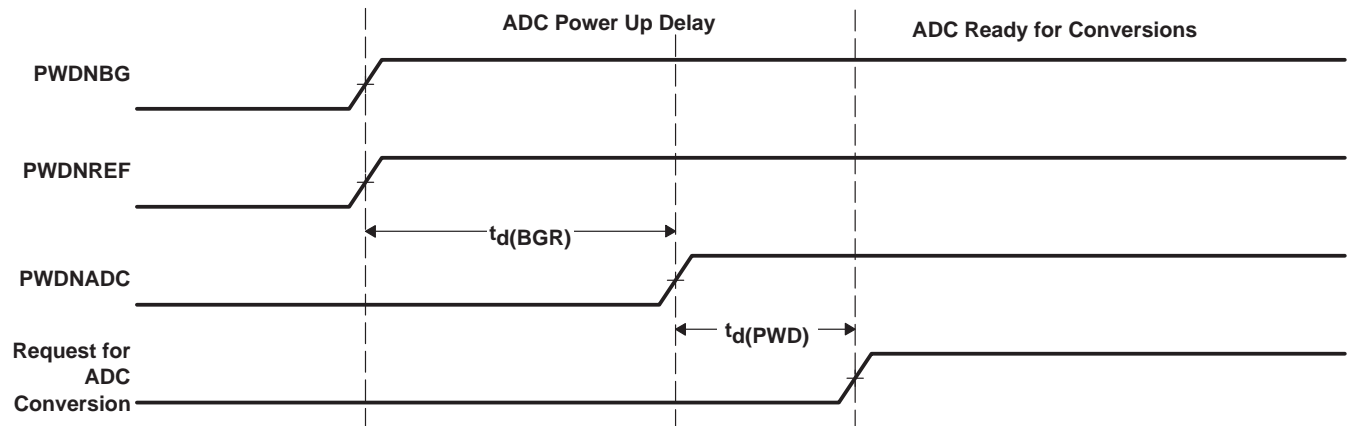 ADC Power Up Delay
ADC Ready for Conversions
PWDNBG
PWDNREF
td(BGR)
PWDNADC
td(PWD)
Request for
ADC
Conversion